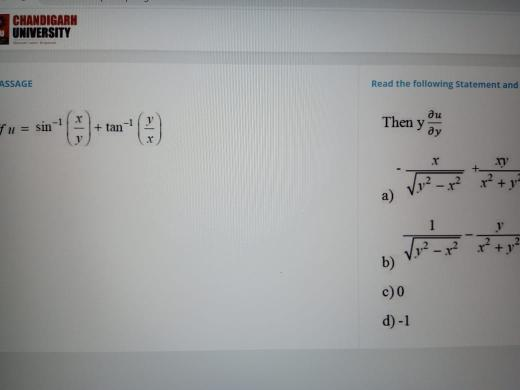 CHANDIGARH
UNIVERSITY
ASSAGE
Read the following Statement and
f u = sin⁻¹(x/y) + tan⁻¹(y/x)
Then y ∂u/∂y
a) - x/√(y² – x²) + xy/(x² + y²
b) 1/√(y² – x²) – y/(x² + y²
c) 0
d) -1